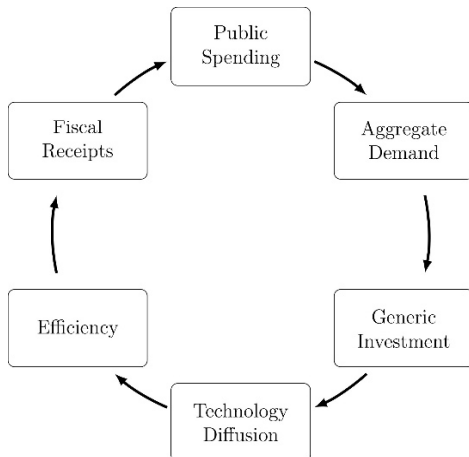 Public
Spending
Aggregate
Demand
Generic
Investment
Technology
Diffusion
Efficiency
Fiscal
Receipts